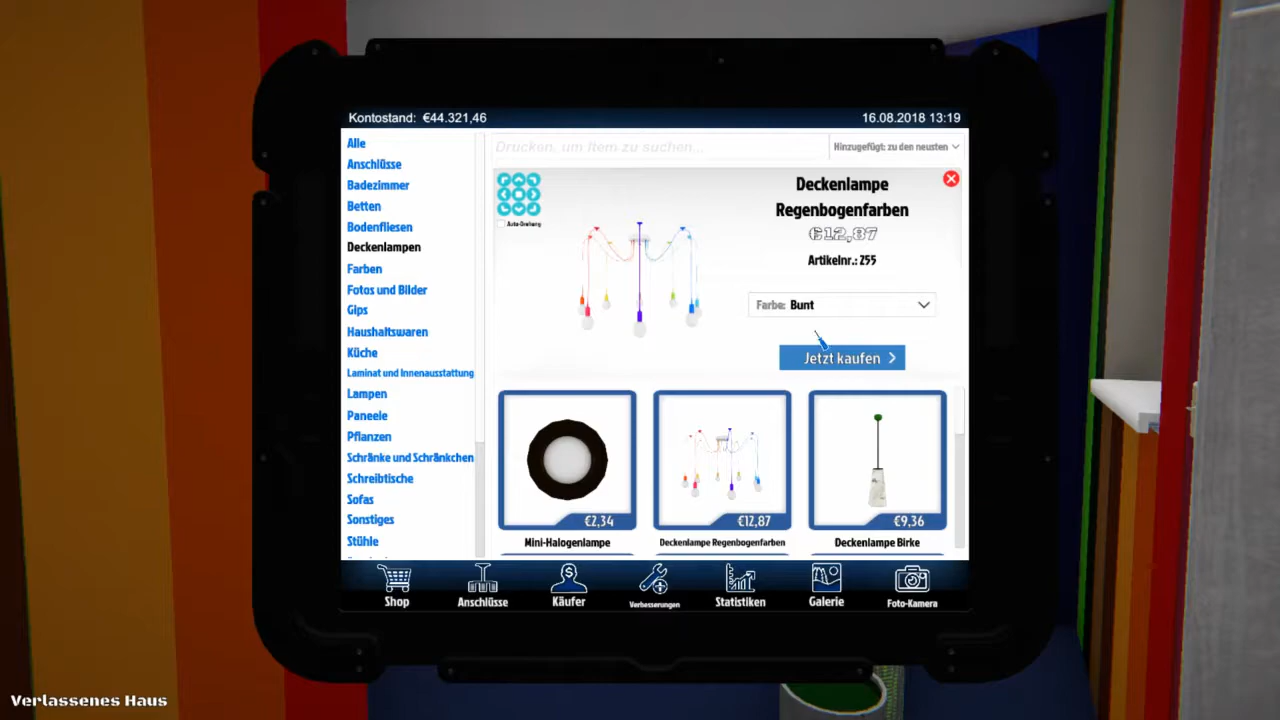 Kontostand: €44.321,46
16.08.2018 13:19
Alle
Anschlüsse
Badezimmer
Betten
Bodenfliesen
Deckenlampen
Farben
Fotos und Bilder
Gips
Haushaltswaren
Küche
Laminat und Innenausstattung
Lampen
Paneele
Pflanzen
Schränke und Schränkchen
Schreibtische
Sofas
Sonstiges
Stühle
Drücken, um Item zu suchen...
Hinzugefügt: zu den neusten
Auto-Drehung
Deckenlampe
Regenbogenfarben
€12,87
Artikelnr.: 255
Farbe: Bunt
Jetzt kaufen
€2,34
€12,87
€9,36
Mini-Halogenlampe
Deckenlampe Regenbogenfarben
Deckenlampe Birke
Shop
Anschlüsse
Käufer
Verbesserungen
Statistiken
Galerie
Foto-Kamera
Verlassenes Haus